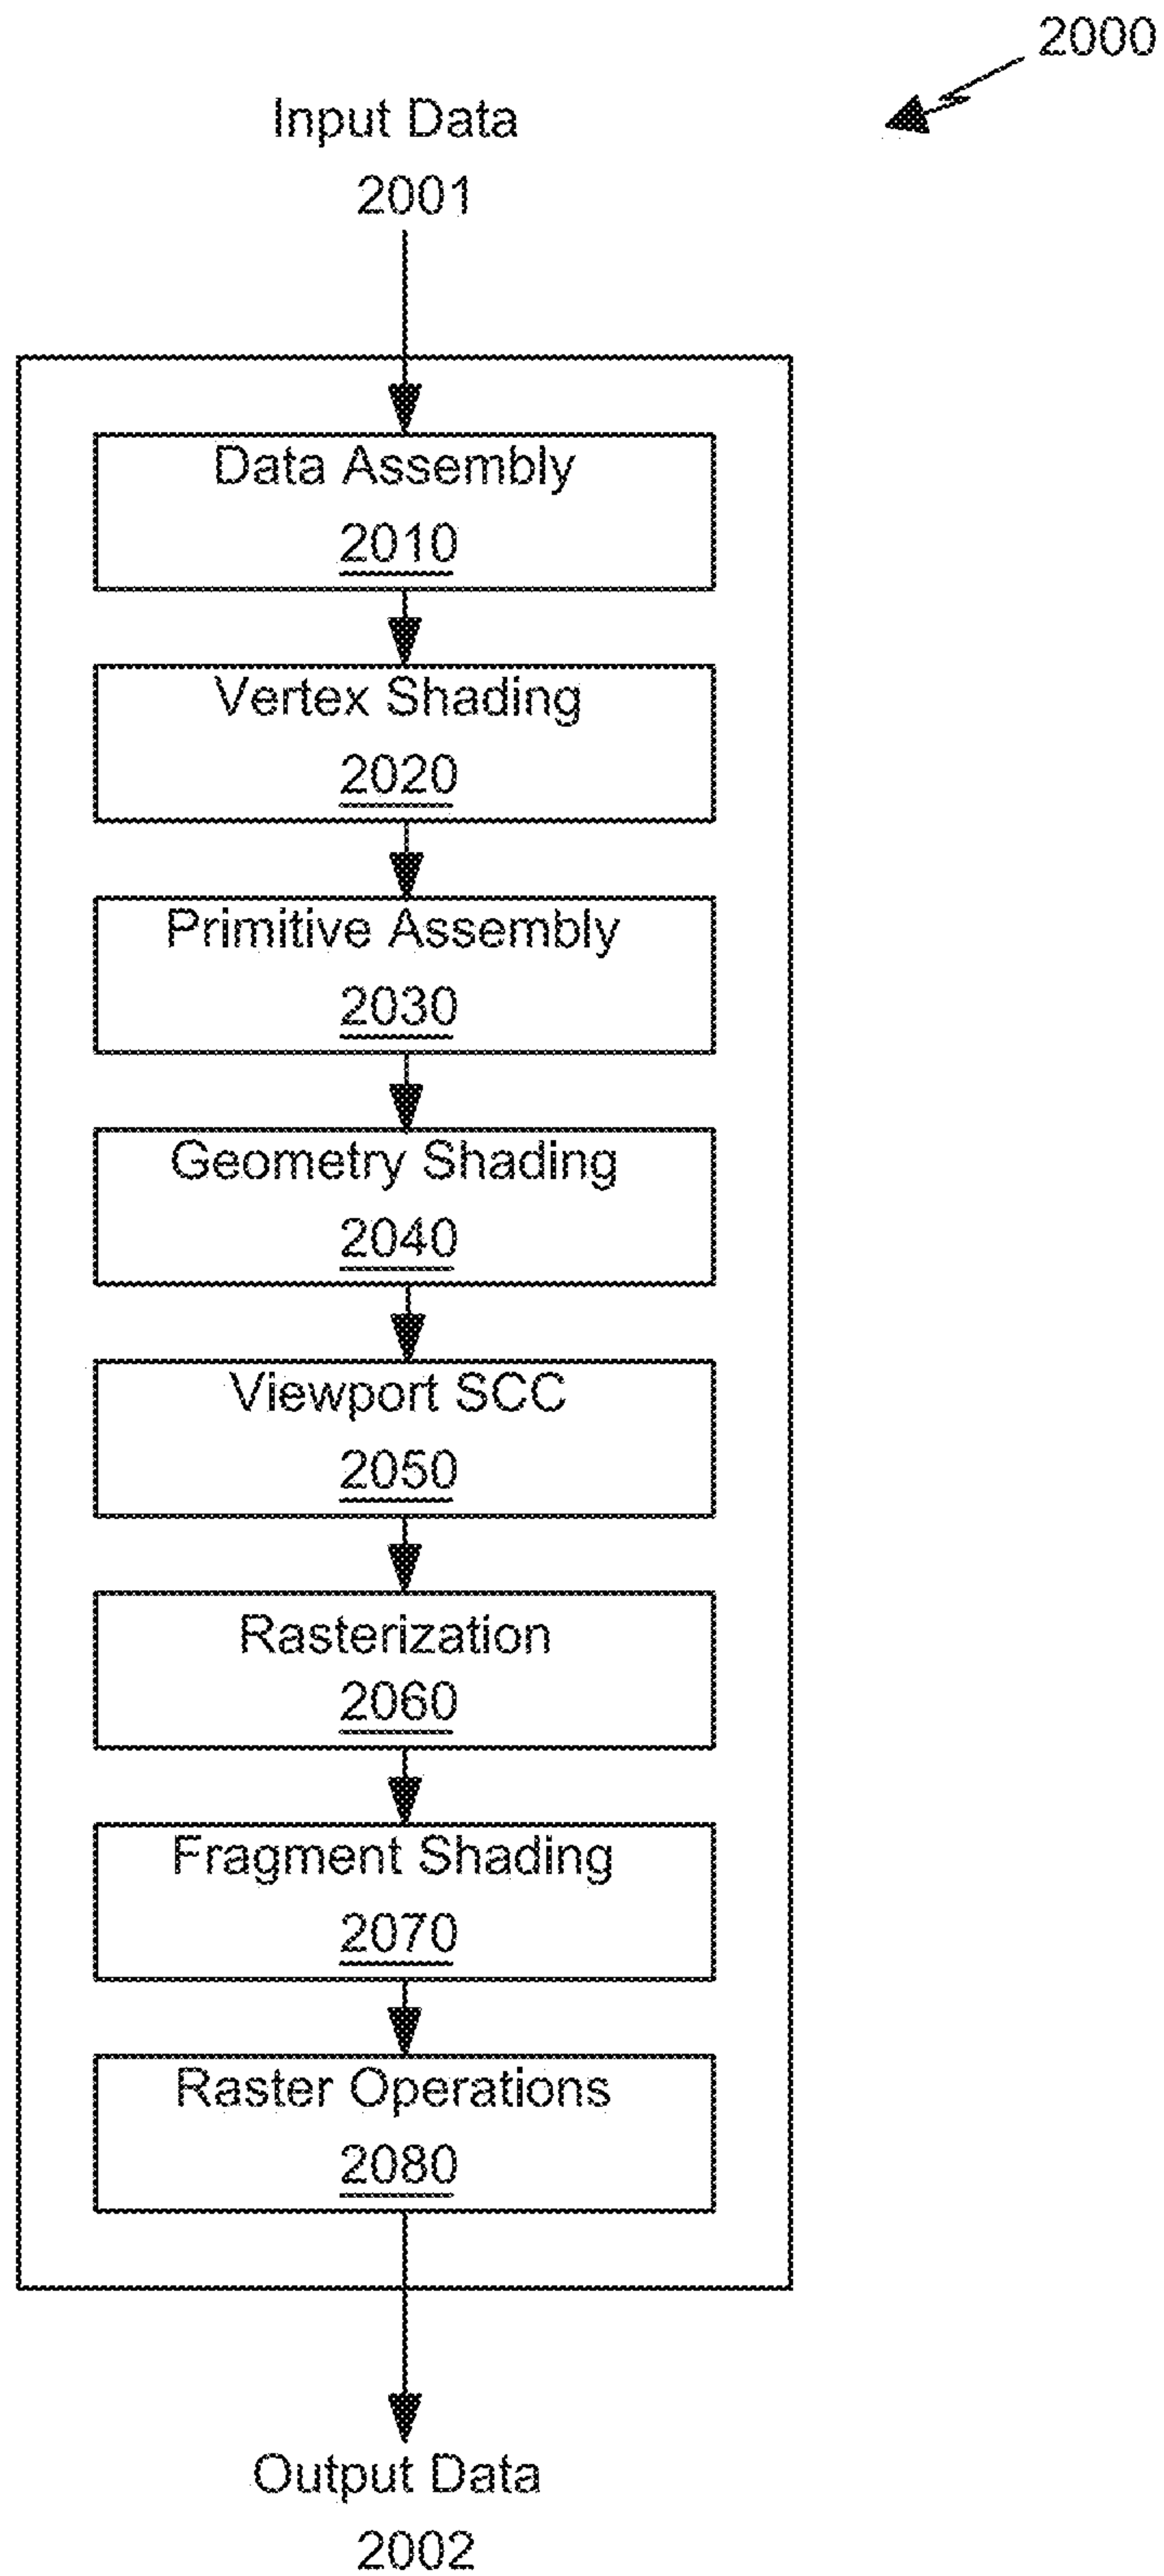 2000
Input Data
2001
Data Assembly
2010
Vertex Shading
2020
Primitive Assembly
2030
Geometry Shading
2040
Viewport SCC
2050
Rasterization
2060
Fragment Shading
2070
Raster Operations
2080
Output Data
2002